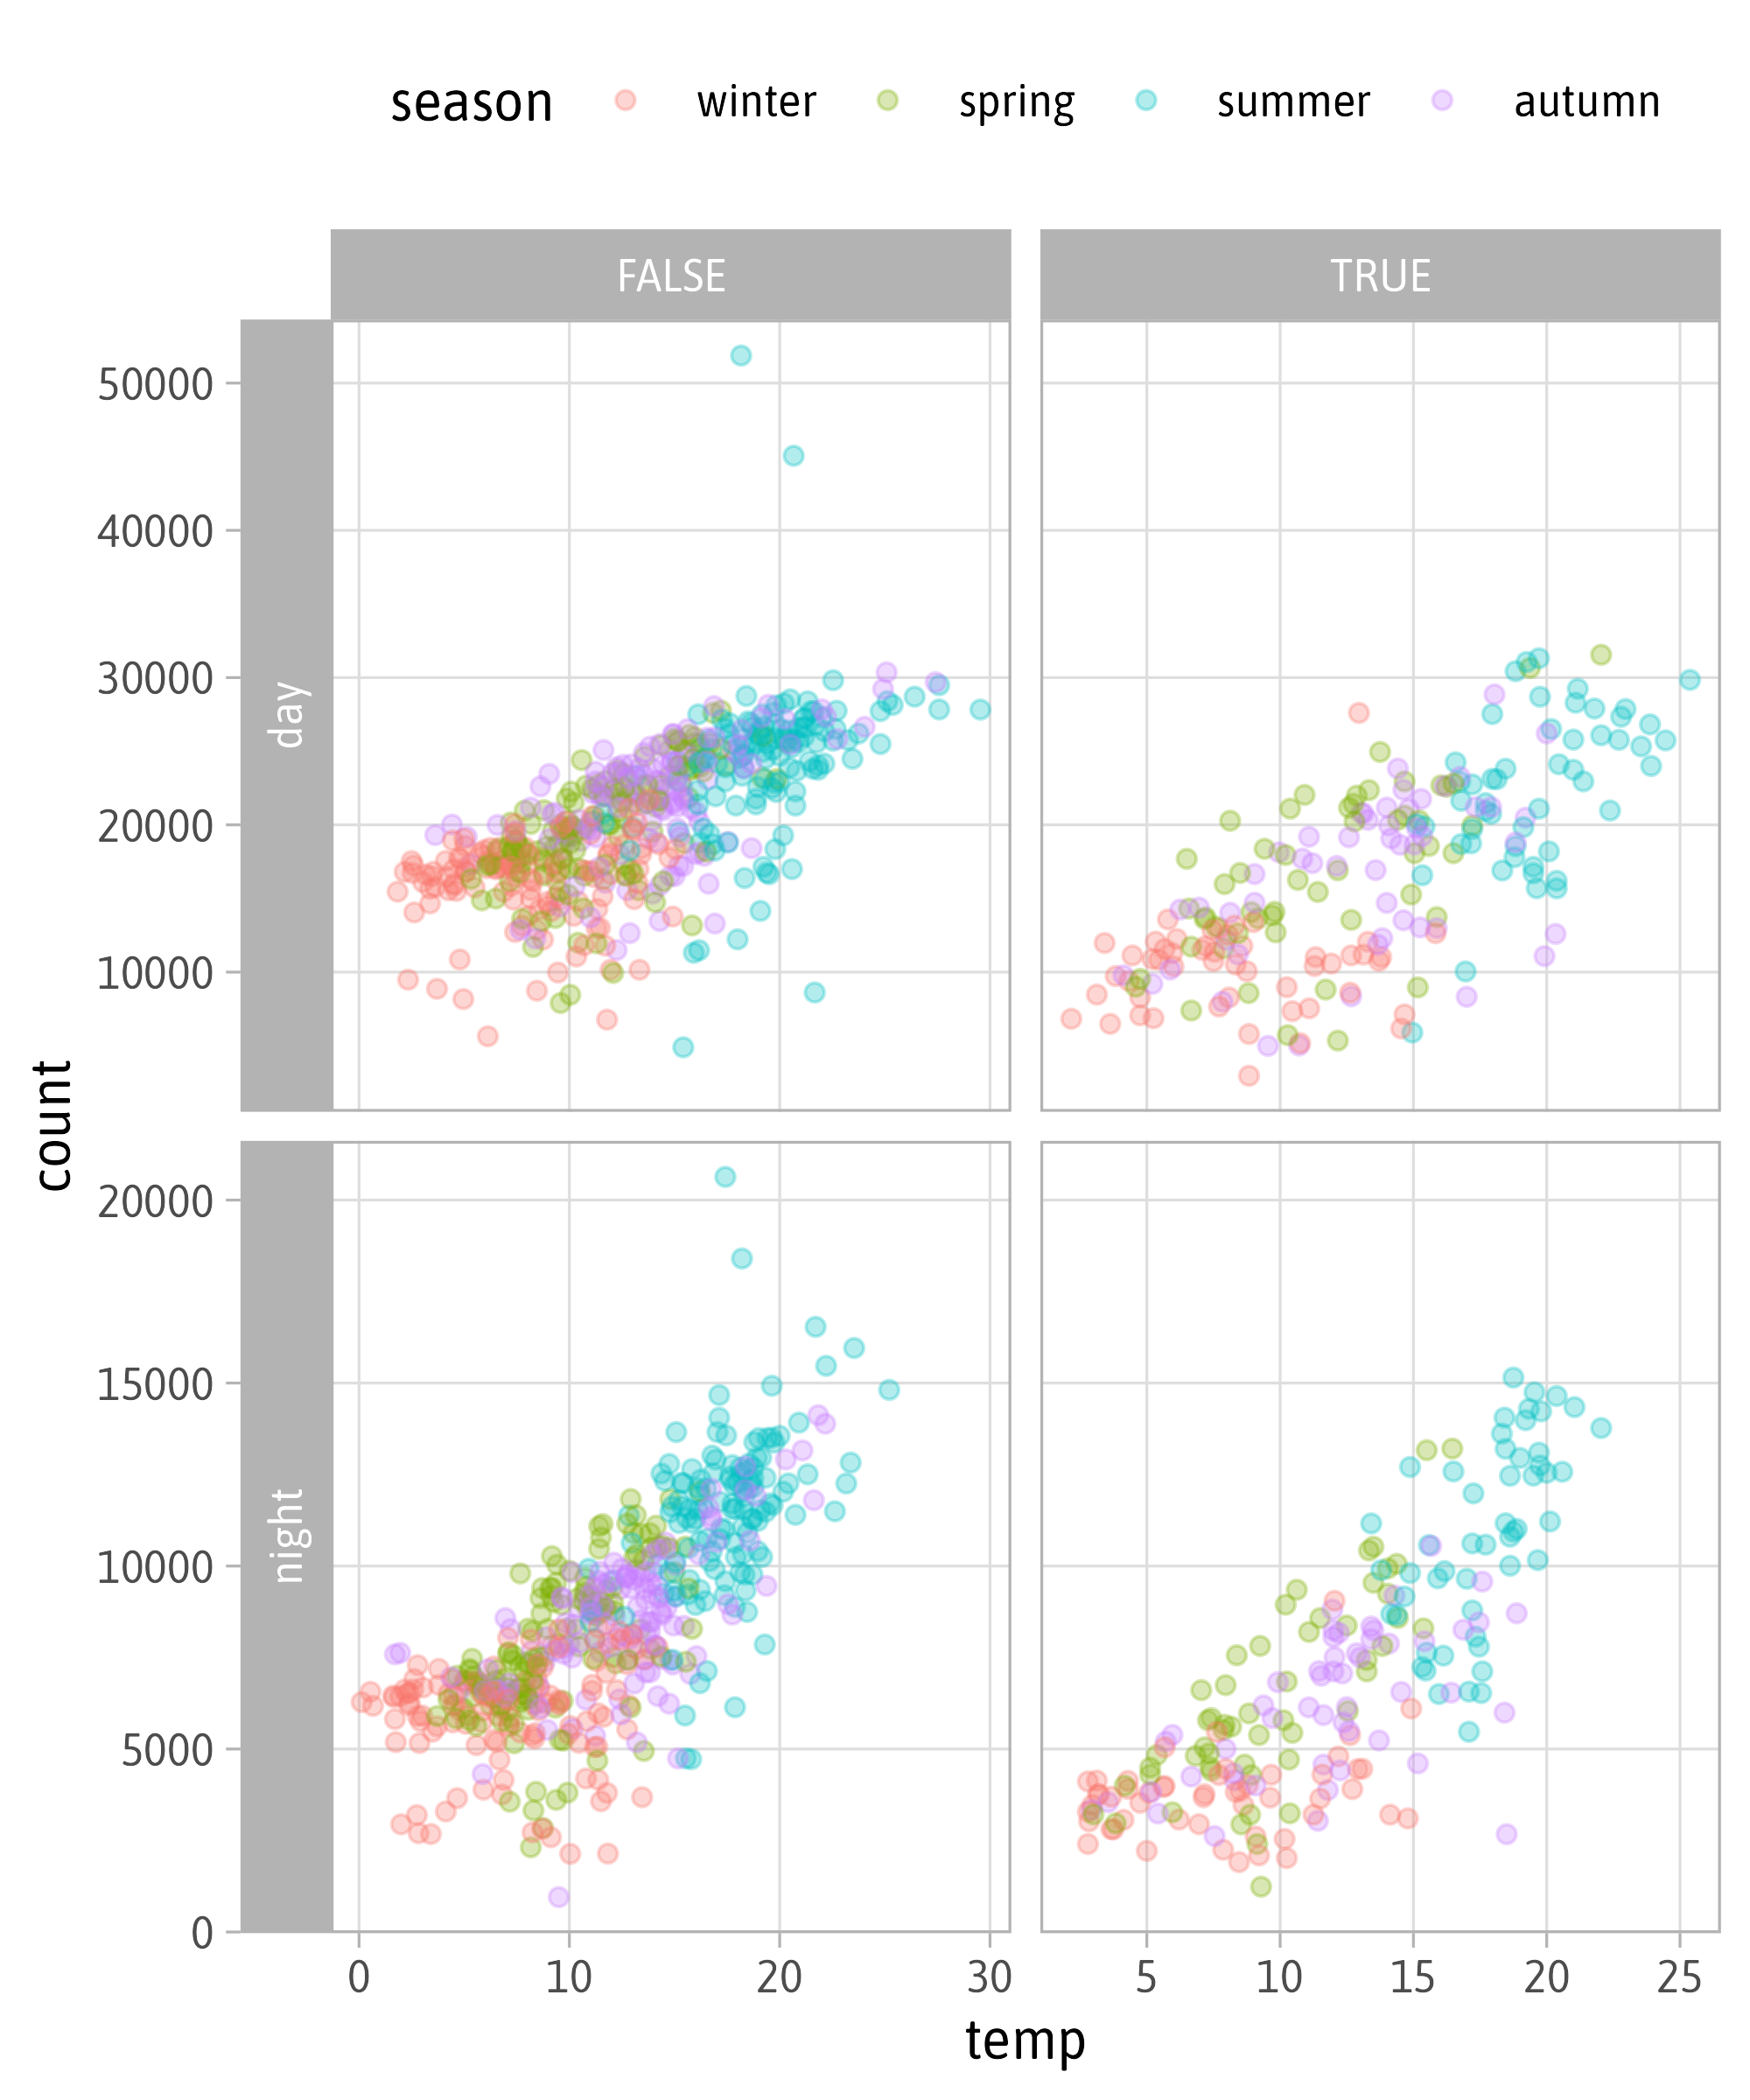 season winter spring summer autumn
FALSE TRUE
50000
40000
30000
20000
10000
day
count
20000
15000
10000
5000
0
night
0 10 20 30 5 10 15 20 25
temp